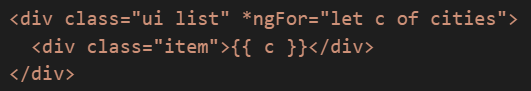 <div class="ui list" *ngFor="let c of cities">
  <div class="item">{{ c }}</div>
</div>